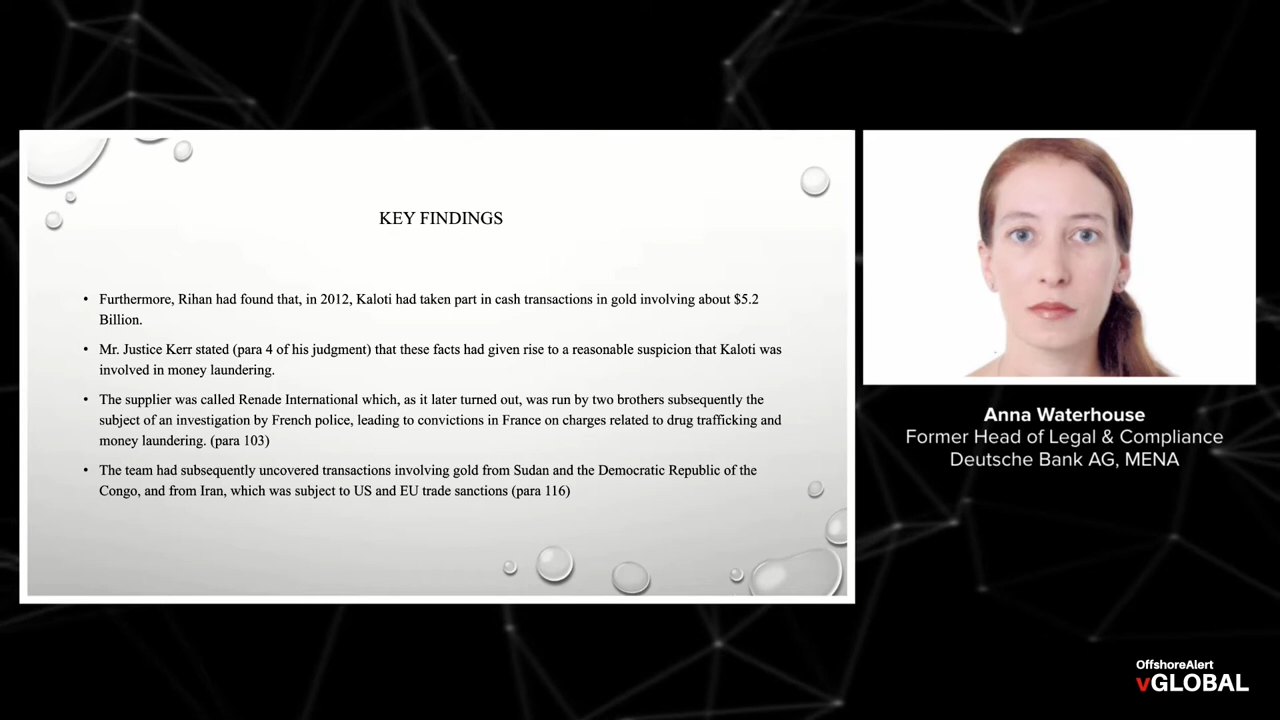 KEY FINDINGS
• Furthermore, Rihan had found that, in 2012, Kaloti had taken part in cash transactions in gold involving about $5.2
Billion.
• Mr. Justice Kerr stated (para 4 of his judgment) that these facts had given rise to a reasonable suspicion that Kaloti was
involved in money laundering.
• The supplier was called Renade International which, as it later turned out, was run by two brothers subsequently the
subject of an investigation by French police, leading to convictions in France on charges related to drug trafficking and
money laundering. (para 103)
• The team had subsequently uncovered transactions involving gold from Sudan and the Democratic Republic of the
Congo, and from Iran, which was subject to US and EU trade sanctions (para 116)
Anna Waterhouse
Former Head of Legal & Compliance
Deutsche Bank AG, MENA
OffshoreAlert
vGLOBAL